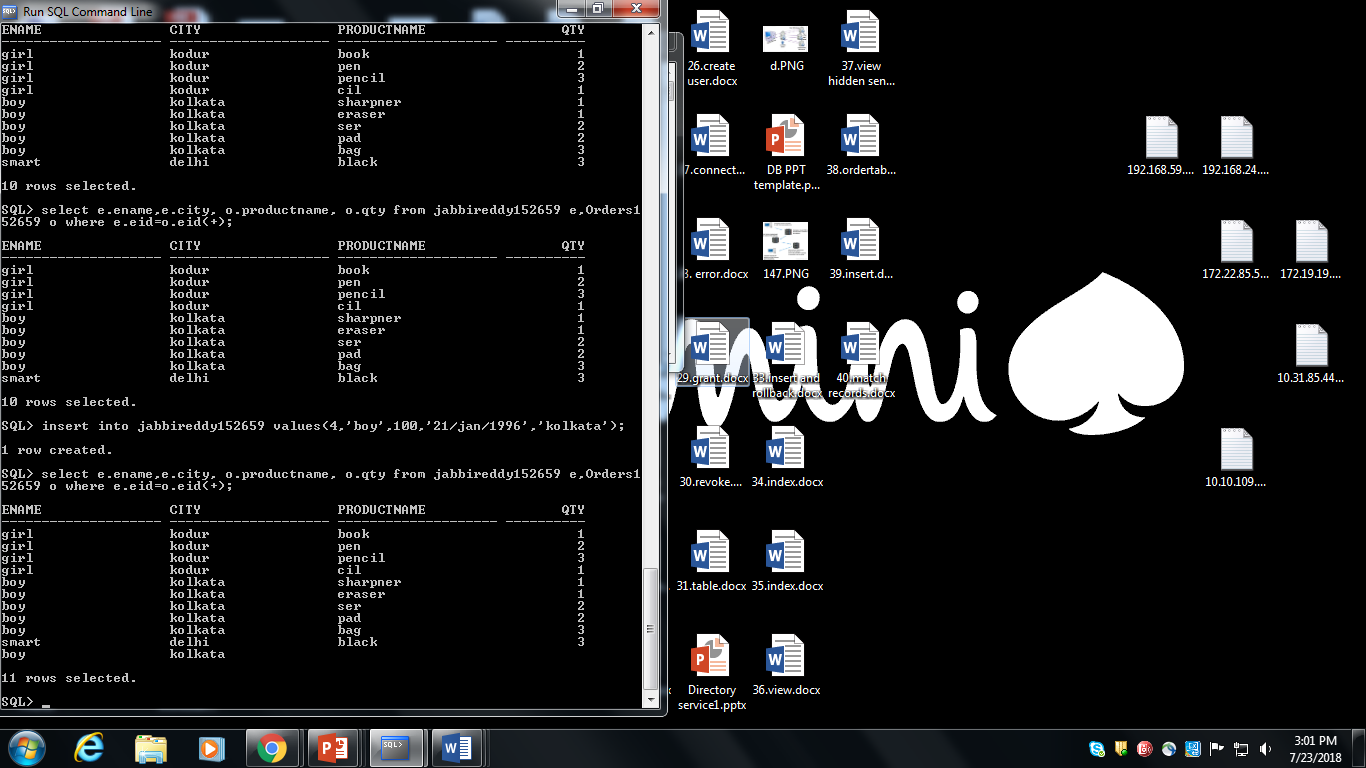 Run SQL Command Line
ENAME CITY PRODUCTNAME QTY
-------------------- -------------------- -------------------- ----------
girl kodur book 1
girl kodur pen 2
girl kodur pencil 3
girl kodur cil 1
boy kolkata sharpner 1
boy kolkata eraser 1
boy kolkata ser 2
boy kolkata pad 2
boy kolkata bag 3
smart delhi black 3
10 rows selected.
SQL> select e.ename,e.city, o.productname, o.qty from jabbireddy152659 e,Orders1
52659 o where e.eid=o.eid(+);
ENAME CITY PRODUCTNAME QTY
-------------------- -------------------- -------------------- ----------
girl kodur book 1
girl kodur pen 2
girl kodur pencil 3
girl kodur cil 1
boy kolkata sharpner 1
boy kolkata eraser 1
boy kolkata ser 2
boy kolkata pad 2
boy kolkata bag 3
smart delhi black 3
10 rows selected.
SQL> insert into jabbireddy152659 values(4,'boy',100,'21/jan/1996','kolkata');
1 row created.
SQL> select e.ename,e.city, o.productname, o.qty from jabbireddy152659 e,Orders1
52659 o where e.eid=o.eid(+);
ENAME CITY PRODUCTNAME QTY
-------------------- -------------------- -------------------- ----------
girl kodur book 1
girl kodur pen 2
girl kodur pencil 3
girl kodur cil 1
boy kolkata sharpner 1
boy kolkata eraser 1
boy kolkata ser 2
boy kolkata pad 2
boy kolkata bag 3
smart delhi black 3
boy kolkata
11 rows selected.
SQL> _
26.create
user.docx
d.PNG
37.view
hidden sen...
7.connect...
DB PPT
template.p...
38.ordertab...
192.168.59....
192.168.24....
3. error.docx
147.PNG
39.insert.d...
172.22.85.5...
172.19.19....
mini
29.grant.docx
33.insert and
rollback.docx
40.match
records.docx
10.31.85.44...
30.revoke....
34.index.docx
10.10.109....
31.table.docx
35.index.docx
Directory
service1.pptx
36.view.docx
SQL>
3:01 PM
7/23/2018